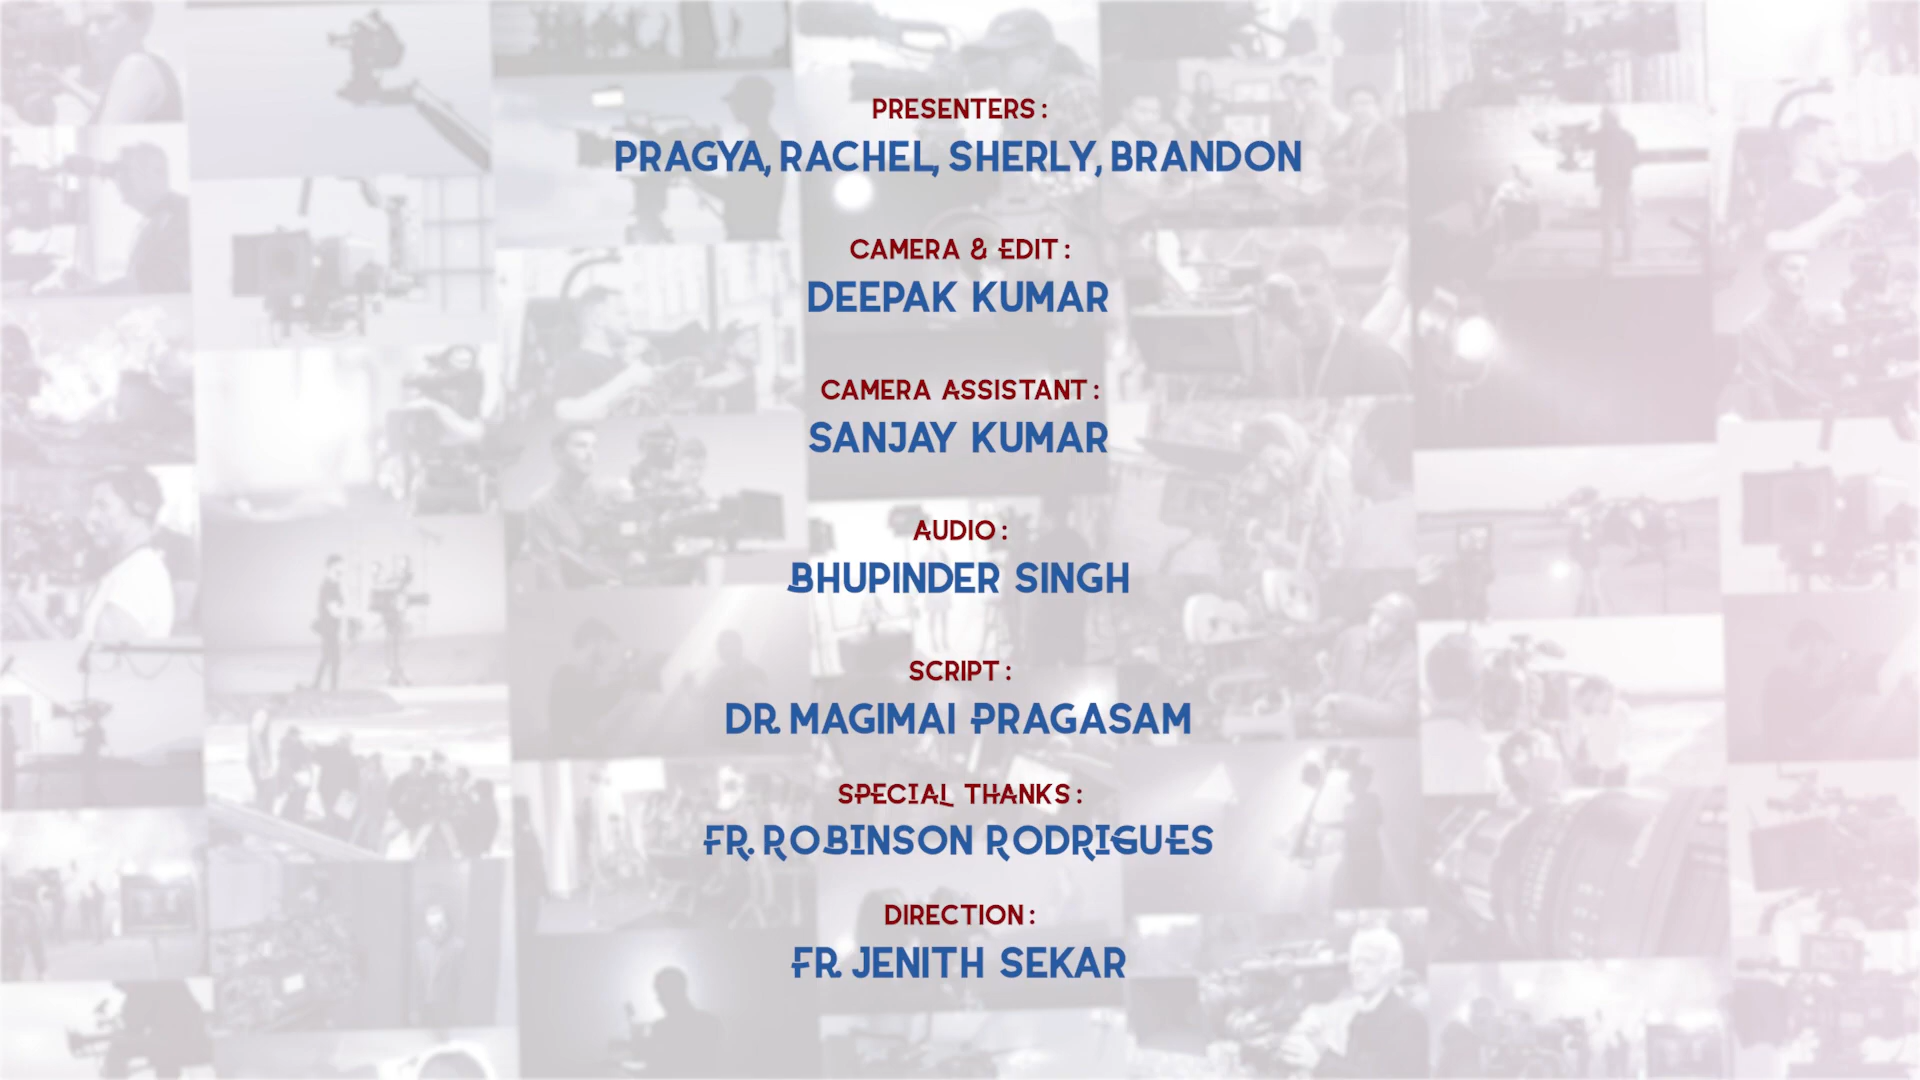 PRESENTERS:
PRAGYA, RACHEL, SHERLY, BRANDON
CAMERA & EDIT:
DEEPAK KUMAR
CAMERA ASSISTANT:
SANJAY KUMAR
AUDIO:
BHUPINDER SINGH
SCRIPT:
DR. MAGIMAI PRAGASAM
SPECIAL THANKS:
FR. ROBINSON RODRIGUES
DIRECTION:
FR. JENITH SEKAR